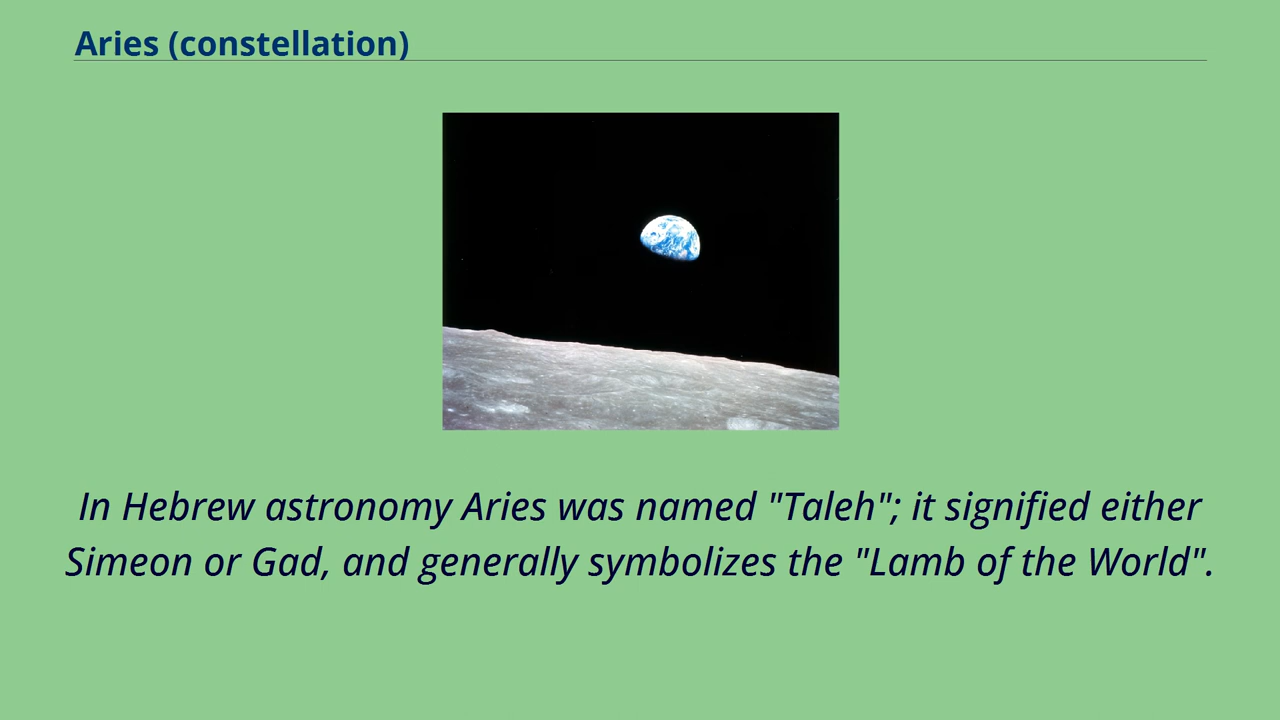 Aries (constellation)
In Hebrew astronomy Aries was named "Taleh"; it signified either
Simeon or Gad, and generally symbolizes the "Lamb of the World".